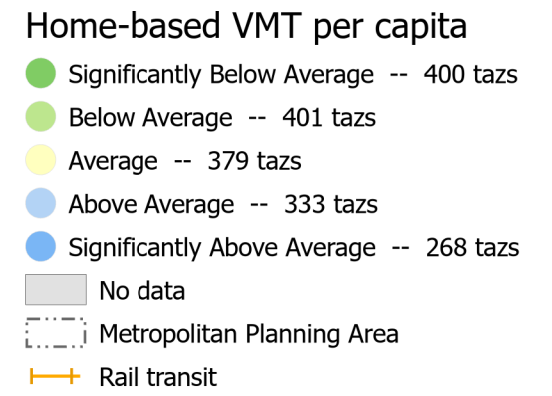 Home-based VMT per capita
Significantly Below Average -- 400 tazs
Below Average -- 401 tazs
Average -- 379 tazs
Above Average -- 333 tazs
Significantly Above Average -- 268 tazs
No data
Metropolitan Planning Area
Rail transit